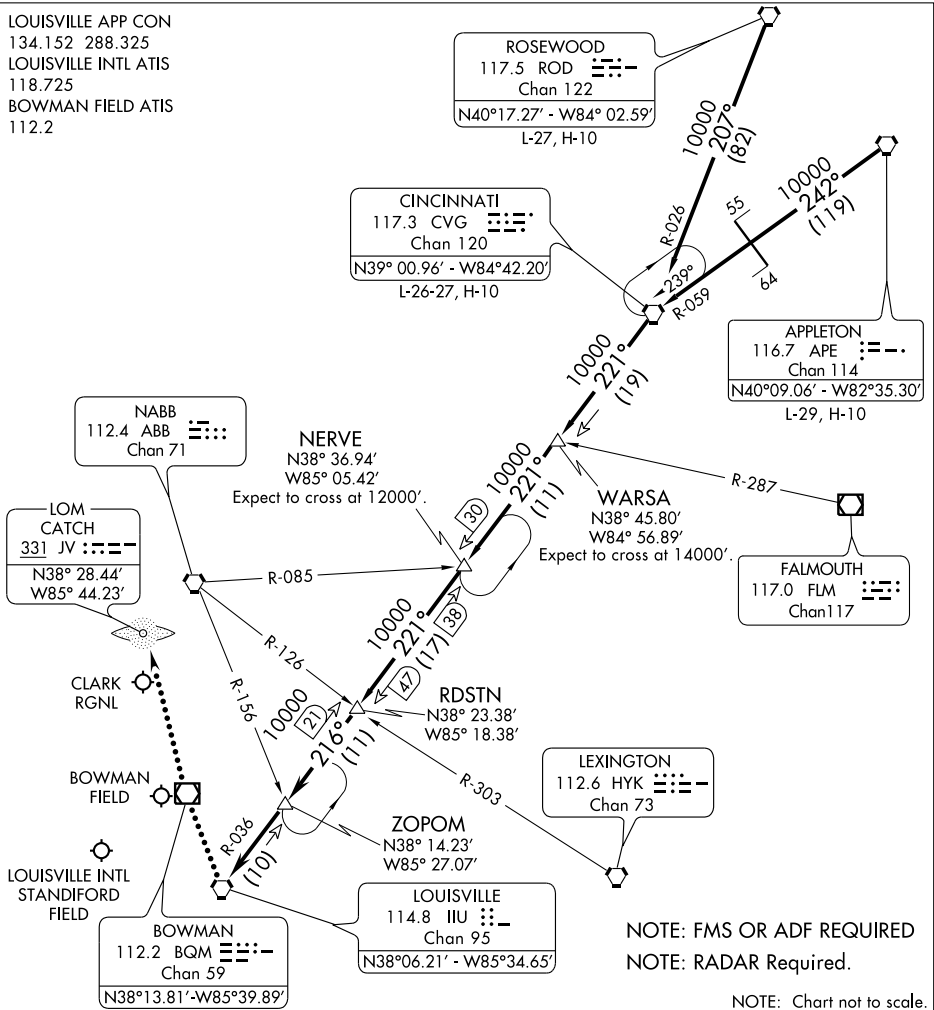 LOUISVILLE APP CON
134.152 288.325
LOUISVILLE INTL ATIS
118.725
BOWMAN FIELD ATIS
112.2
ROSEWOOD
117.5 ROD
Chan 122
N40°17.27' - W84° 02.59'
L-27, H-10
10000
207°
(82)
R-026
10000
242°
(119)
55
64
R-059
239°
CINCINNATI
117.3 CVG
Chan 120
N39° 00.96' - W84°42.20'
L-26-27, H-10
APPLETON
116.7 APE
Chan 114
N40°09.06' - W82°35.30'
L-29, H-10
10000
221°
(19)
NABB
112.4 ABB
Chan 71
NERVE
N38° 36.94'
W85° 05.42'
Expect to cross at 12000'.
10000
221°
(11)
30
WARSA
N38° 45.80'
W84° 56.89'
Expect to cross at 14000'.
R-287
FALMOUTH
117.0 FLM
Chan117
LOM
CATCH
331 JV
N38° 28.44'
W85° 44.23'
R-085
R-126
R-156
10000
221°
(17)
38
47
CLARK
RGNL
RDSTN
N38° 23.38'
W85° 18.38'
10000
216°
(11)
21
R-303
LEXINGTON
112.6 HYK
Chan 73
BOWMAN
FIELD
ZOPOM
N38° 14.23'
W85° 27.07'
R-036
(10)
LOUISVILLE INTL
STANDIFORD
FIELD
BOWMAN
112.2 BQM
Chan 59
N38°13.81'-W85°39.89'
LOUISVILLE
114.8 IIU
Chan 95
N38°06.21' - W85°34.65'
NOTE: FMS OR ADF REQUIRED
NOTE: RADAR Required.
NOTE: Chart not to scale.